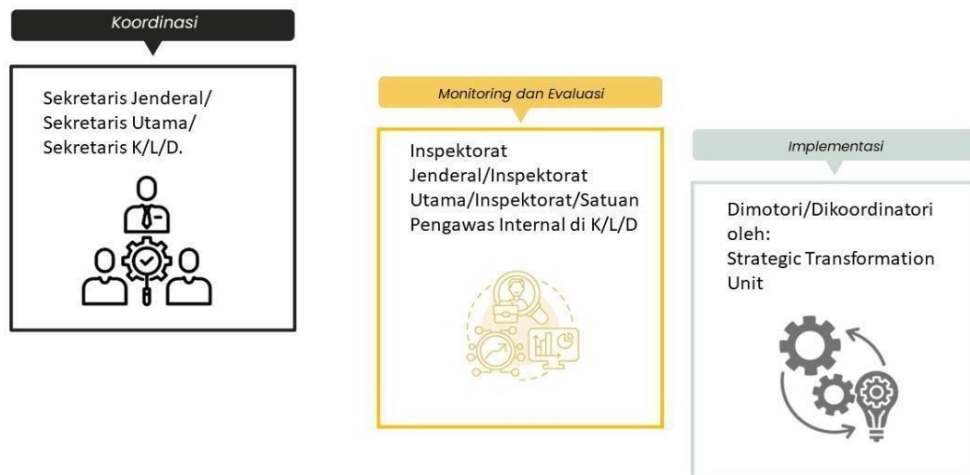 Koordinasi
Sekretaris Jenderal/
Sekretaris Utama/
Sekretaris K/L/D.
Monitoring dan Evaluasi
Inspektorat
Jenderal/Inspektorat
Utama/Inspektorat/Satuan
Pengawas Internal di K/L/D
Implementasi
Dimotori/Dikoordinatori
oleh:
Strategic Transformation
Unit